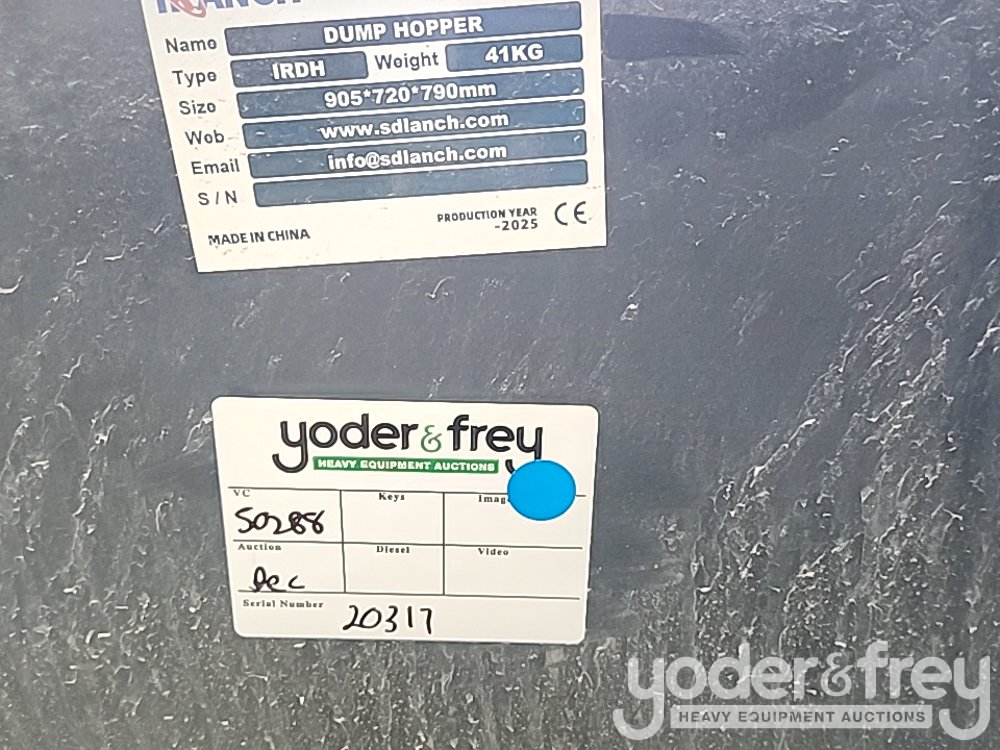 Name DUMP HOPPER
Type IRDH Weight 41KG
Size 905*720*790mm
Web www.sdlanch.com
Email info@sdlanch.com
S/N
PRODUCTION YEAR
-2025
CE
MADE IN CHINA
yoder&frey
HEAVY EQUIPMENT AUCTIONS
VC Keys
50288
Auction Diesel Video
Dec
Serial Number 20317
yoder&frey
HEAVY EQUIPMENT AUCTIONS